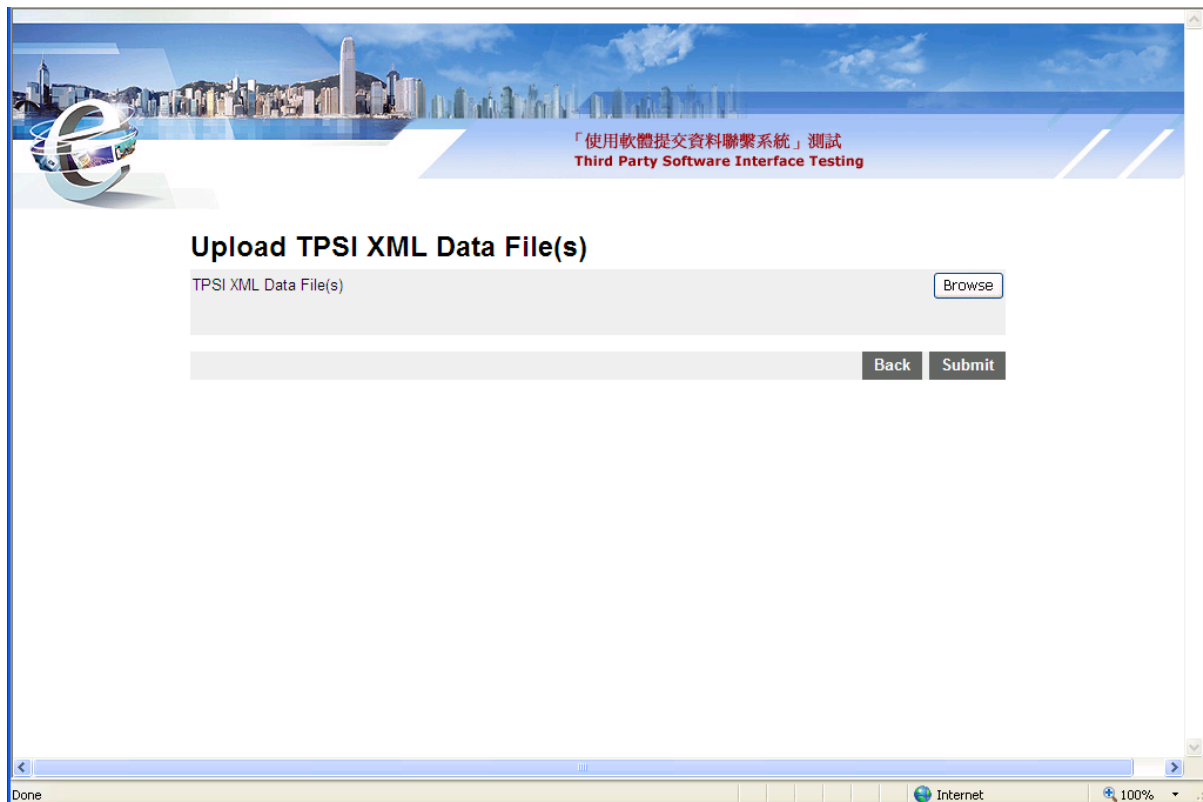 「使用軟體提交資料聯繫系統」測試
Third Party Software Interface Testing
Upload TPSI XML Data File(s)
TPSI XML Data File(s)
Browse
Back
Submit
Done
Internet
100%